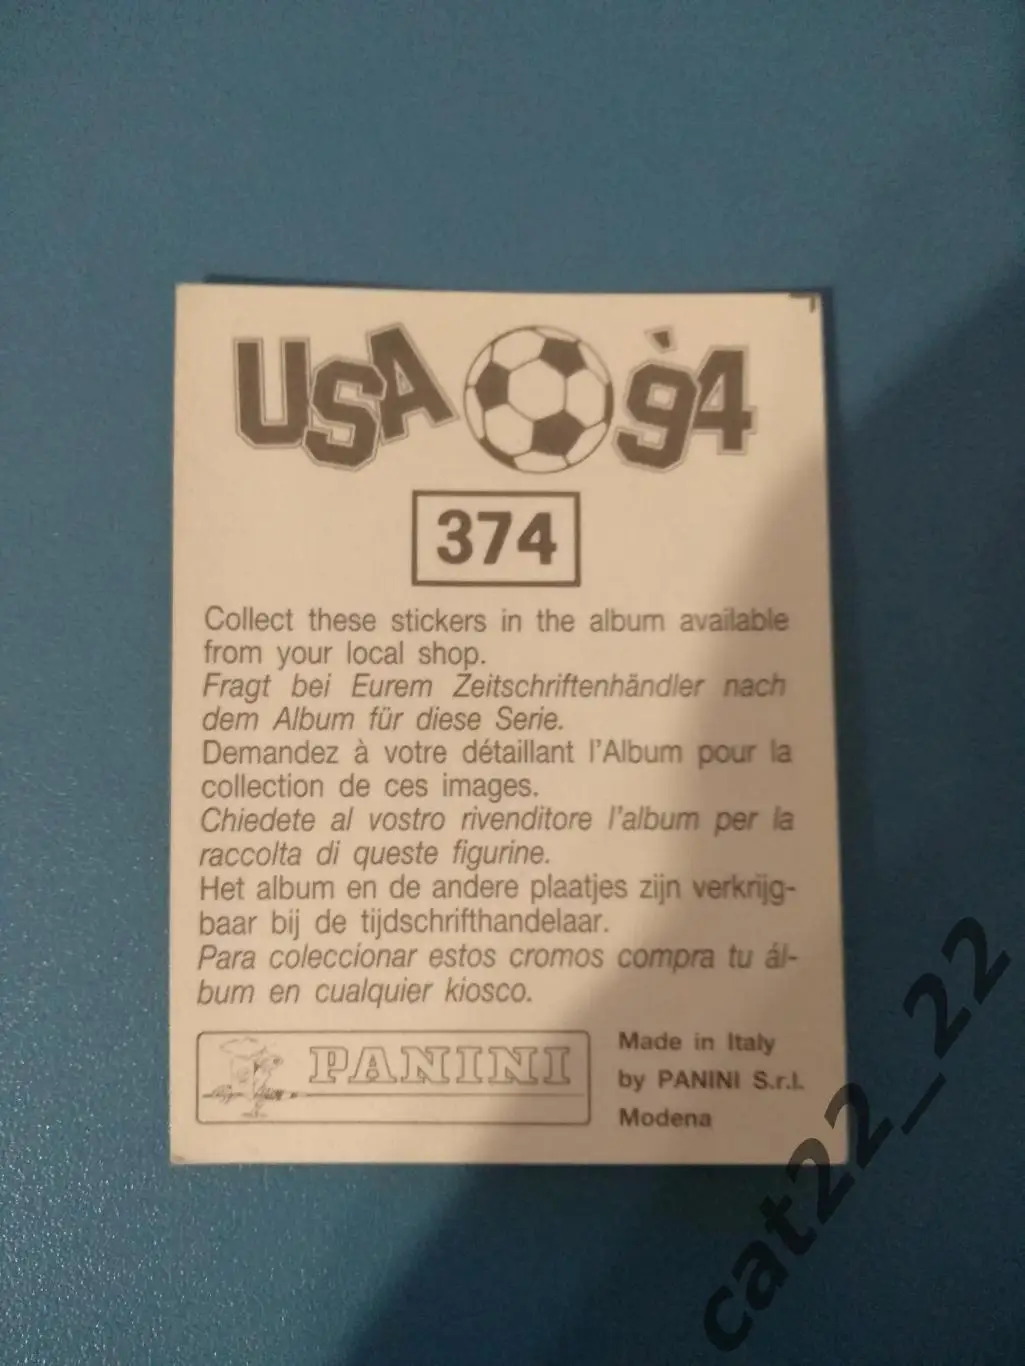 USA '94
374
Collect these stickers in the album available
from your local shop.
Fragt bei Eurem Zeitschriftenhändler nach
dem Album für diese Serie.
Demandez à votre détaillant l'Album pour la
collection de ces images.
Chiedete al vostro rivenditore l'album per la
raccolta di queste figurine.
Het album en de andere plaatjes zijn verkrijg-
baar bij de tijdschrifthandelaar.
Para coleccionar estos cromos compra tu ál-
bum en cualquier kiosco.
PANINI
Made in Italy
by PANINI S.r.l.
Modena
cat22_22